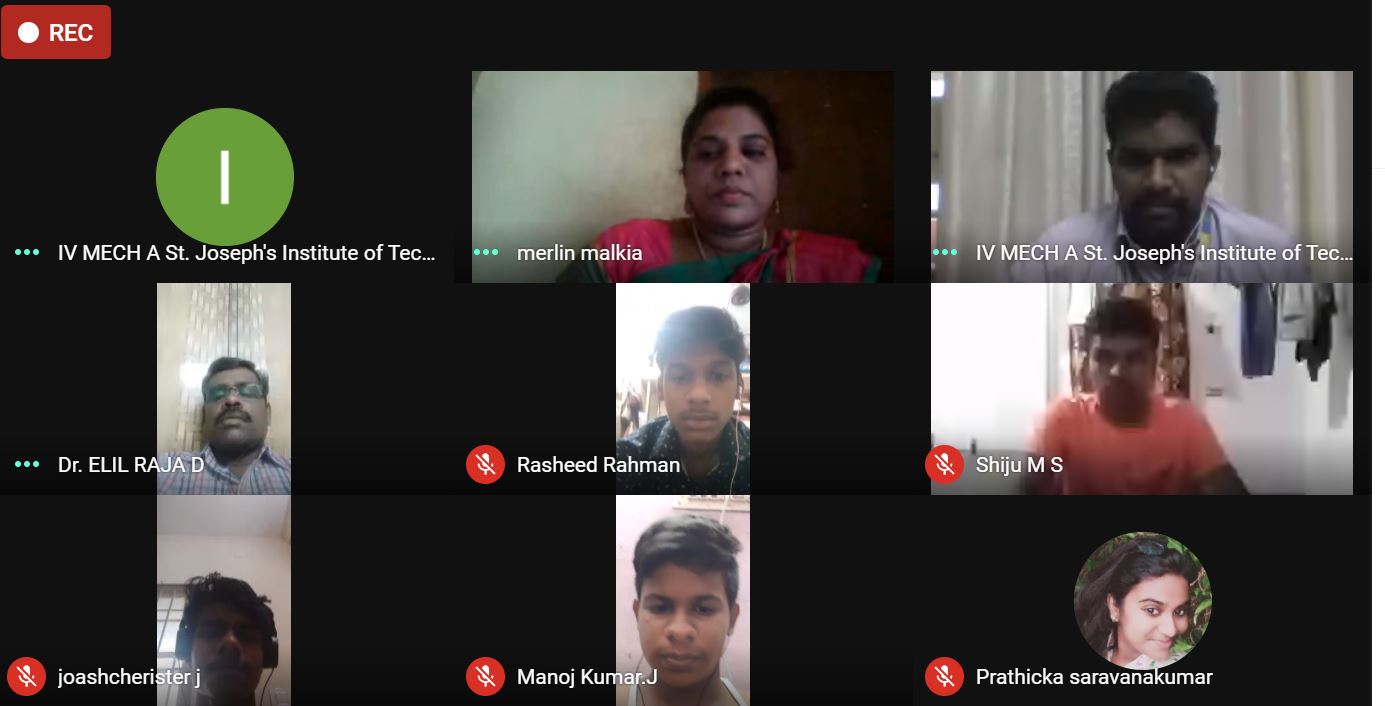 REC
I
IV MECH A St. Joseph's Institute of Tec...
merlin malkia
IV MECH A St. Joseph's Institute of Tec...
Dr. ELIL RAJA D
Rasheed Rahman
Shiju M S
joashcherister j
Manoj Kumar.J
Prathicka saravanakumar